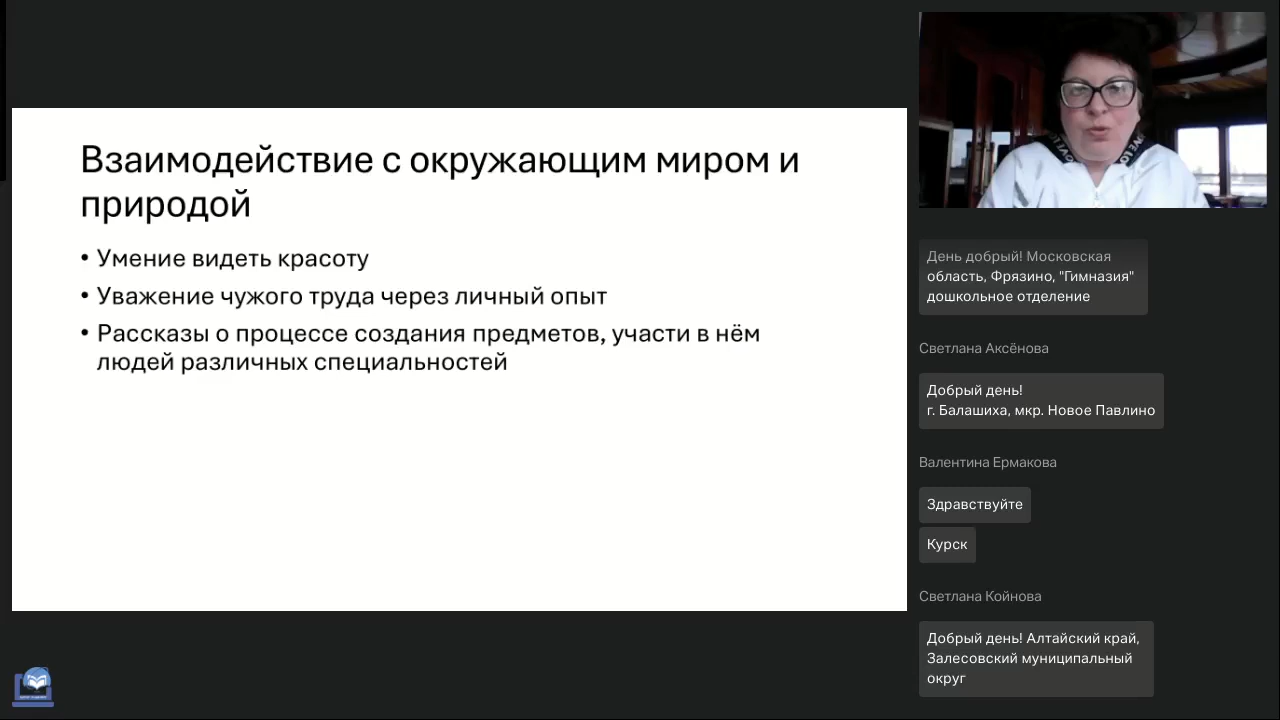 Взаимодействие с окружающим миром и
природой
• Умение видеть красоту
• Уважение чужого труда через личный опыт
• Рассказы о процессе создания предметов, участи в нём
людей различных специальностей
День добрый! Московская
область, Фрязино, "Гимназия"
дошкольное отделение
Светлана Аксёнова
Добрый день!
г. Балашиха, мкр. Новое Павлино
Валентина Ермакова
Здравствуйте
Курск
Светлана Койнова
Добрый день! Алтайский край,
Залесовский муниципальный
округ